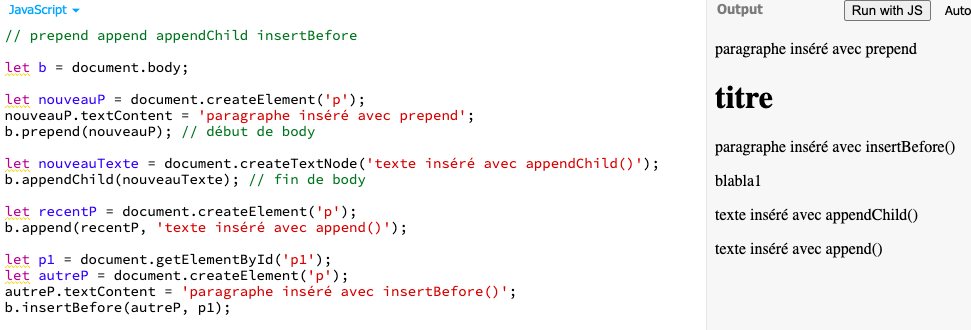 JavaScript
// prepend append appendChild insertBefore
let b = document.body;
let nouveauP = document.createElement('p');
nouveauP.textContent = 'paragraphe inséré avec prepend';
b.prepend(nouveauP); // début de body
let nouveauTexte = document.createTextNode('texte inséré avec appendChild()');
b.appendChild(nouveauTexte); // fin de body
let recentP = document.createElement('p');
b.append(recentP, 'texte inséré avec append()');
let p1 = document.getElementById('p1');
let autreP = document.createElement('p');
autreP.textContent = 'paragraphe inséré avec insertBefore()';
b.insertBefore(autreP, p1);
Output
Run with JS
Auto
paragraphe inséré avec prepend
titre
paragraphe inséré avec insertBefore()
blabla1
texte inséré avec appendChild()
texte inséré avec append()